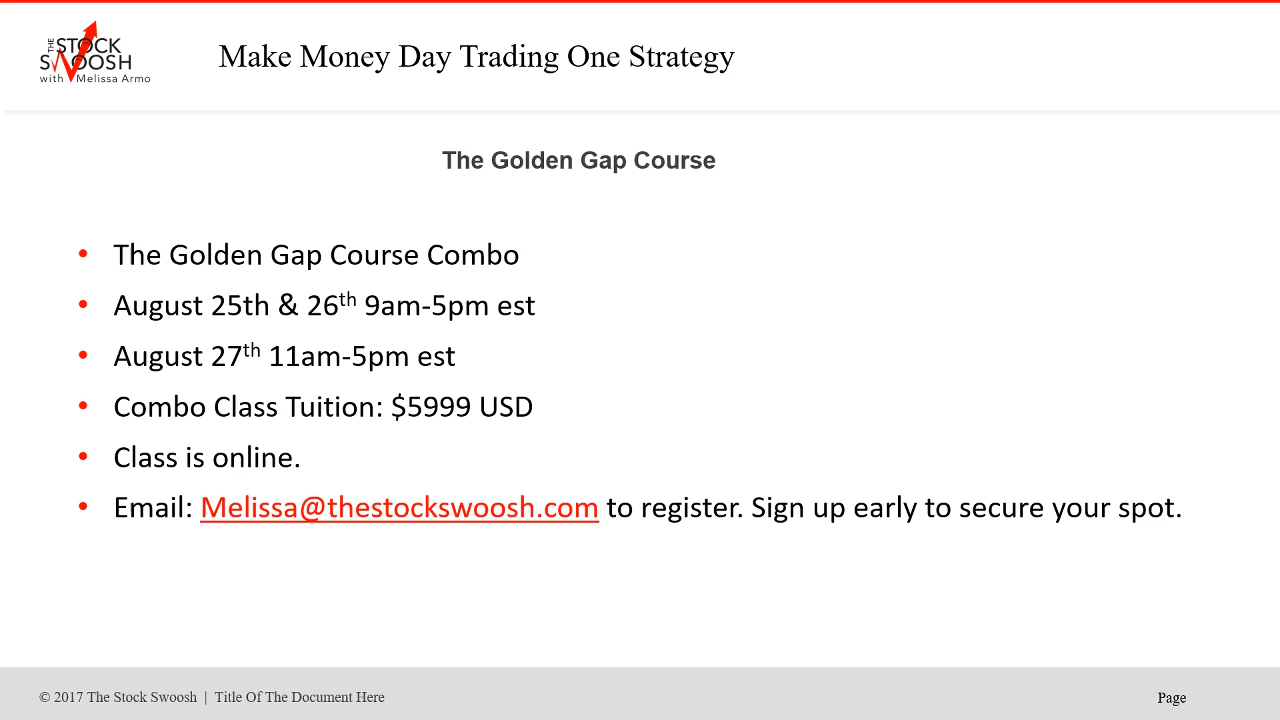 THE
STOCK
SWOOSH
with Melissa Armo
Make Money Day Trading One Strategy
The Golden Gap Course
• The Golden Gap Course Combo
• August 25th & 26th 9am-5pm est
• August 27th 11am-5pm est
• Combo Class Tuition: $5999 USD
• Class is online.
• Email: Melissa@thestockswoosh.com to register. Sign up early to secure your spot.
© 2017 The Stock Swoosh | Title Of The Document Here
Page